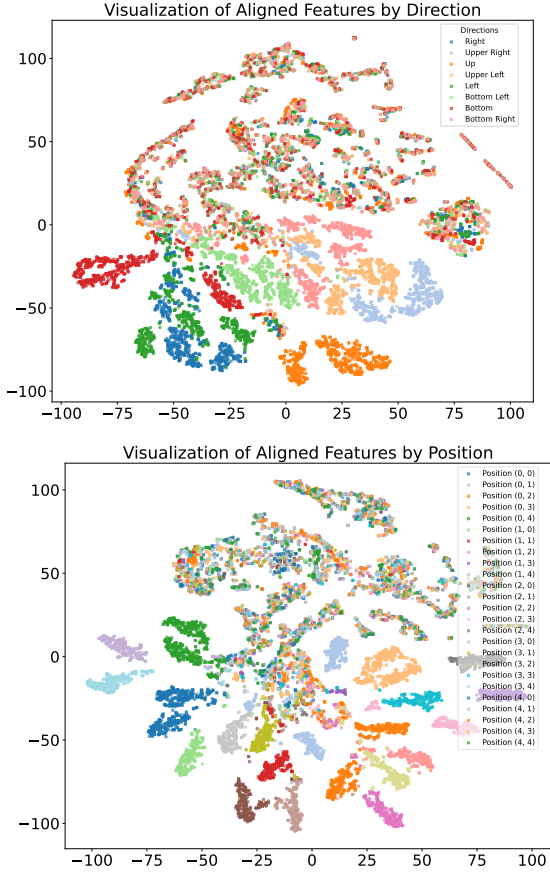 Visualization of Aligned Features by Direction
Directions
Right
Upper Right
Up
Upper Left
Left
Bottom Left
Bottom
Bottom Right
100
50
0
−50
−100
−100 −75 −50 −25 0 25 50 75 100
Visualization of Aligned Features by Position
Position (0, 0)
Position (0, 1)
Position (0, 2)
Position (0, 3)
Position (0, 4)
Position (1, 0)
Position (1, 1)
Position (1, 2)
Position (1, 3)
Position (1, 4)
Position (2, 0)
Position (2, 1)
Position (2, 2)
Position (2, 3)
Position (2, 4)
Position (3, 0)
Position (3, 1)
Position (3, 2)
Position (3, 3)
Position (3, 4)
Position (4, 0)
Position (4, 1)
Position (4, 2)
Position (4, 3)
Position (4, 4)
100
50
0
−50
−100
−100 −75 −50 −25 0 25 50 75 100